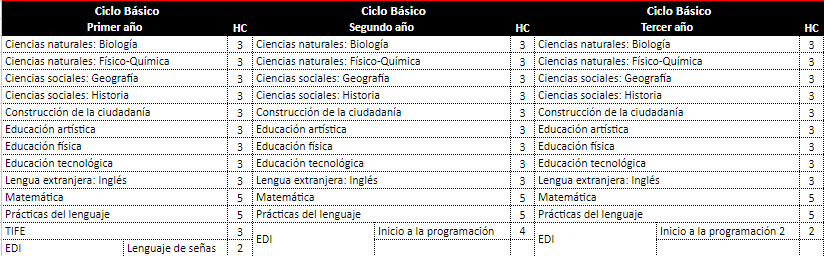 Ciclo Básico Ciclo Básico Ciclo Básico
Primer año HC Segundo año HC Tercer año HC
Ciencias naturales: Biología 3 Ciencias naturales: Biología 3 Ciencias naturales: Biología 3
Ciencias naturales: Físico-Química 3 Ciencias naturales: Físico-Química 3 Ciencias naturales: Físico-Química 3
Ciencias sociales: Geografía 3 Ciencias sociales: Geografía 3 Ciencias sociales: Geografía 3
Ciencias sociales: Historia 3 Ciencias sociales: Historia 3 Ciencias sociales: Historia 3
Construcción de la ciudadanía 3 Construcción de la ciudadanía 3 Construcción de la ciudadanía 3
Educación artística 3 Educación artística 3 Educación artística 3
Educación física 3 Educación física 3 Educación física 3
Educación tecnológica 3 Educación tecnológica 3 Educación tecnológica 3
Lengua extranjera: Inglés 3 Lengua extranjera: Inglés 3 Lengua extranjera: Inglés 3
Matemática 5 Matemática 5 Matemática 5
Prácticas del lenguaje 5 Prácticas del lenguaje 5 Prácticas del lenguaje 5
TIFE 3 EDI Inicio a la programación 4 EDI Inicio a la programación 2 2
EDI Lenguaje de señas 2